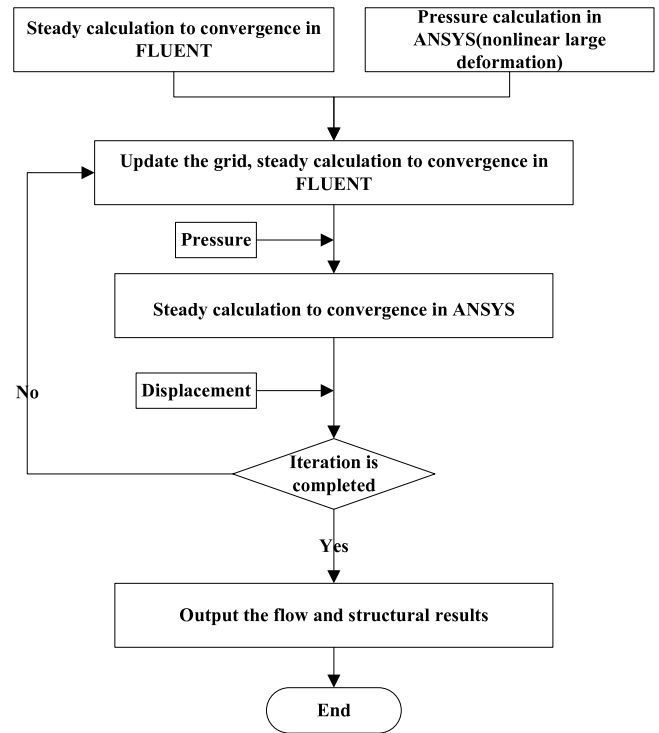 Steady calculation to convergence in
FLUENT
Pressure calculation in
ANSYS(nonlinear large
deformation)
Update the grid, steady calculation to convergence in
FLUENT
Pressure
Steady calculation to convergence in ANSYS
Displacement
No
Iteration is
completed
Yes
Output the flow and structural results
End